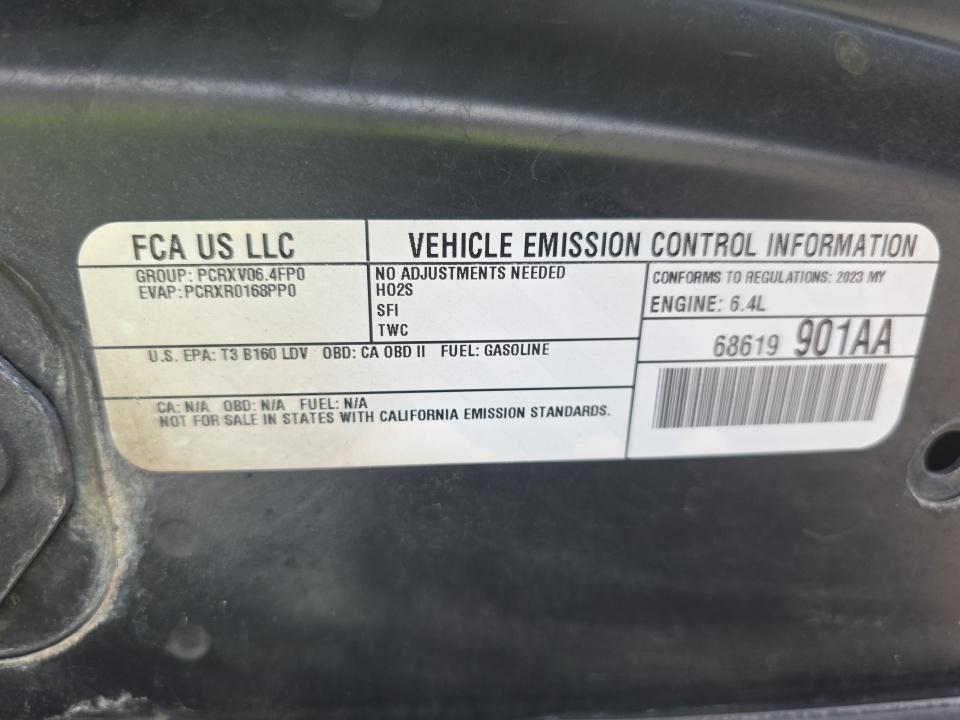 FCA US LLC
VEHICLE EMISSION CONTROL INFORMATION
GROUP: PCRXV06.4FP0
EVAP: PCRXR0168PP0
NO ADJUSTMENTS NEEDED
HO2S
SFI
TWC
CONFORMS TO REGULATIONS: 2023 MY
ENGINE: 6.4L
68619 901AA
U.S. EPA: T3 B160 LDV OBD: CA OBD II FUEL: GASOLINE
CA: N/A OBD: N/A FUEL: N/A
NOT FOR SALE IN STATES WITH CALIFORNIA EMISSION STANDARDS.